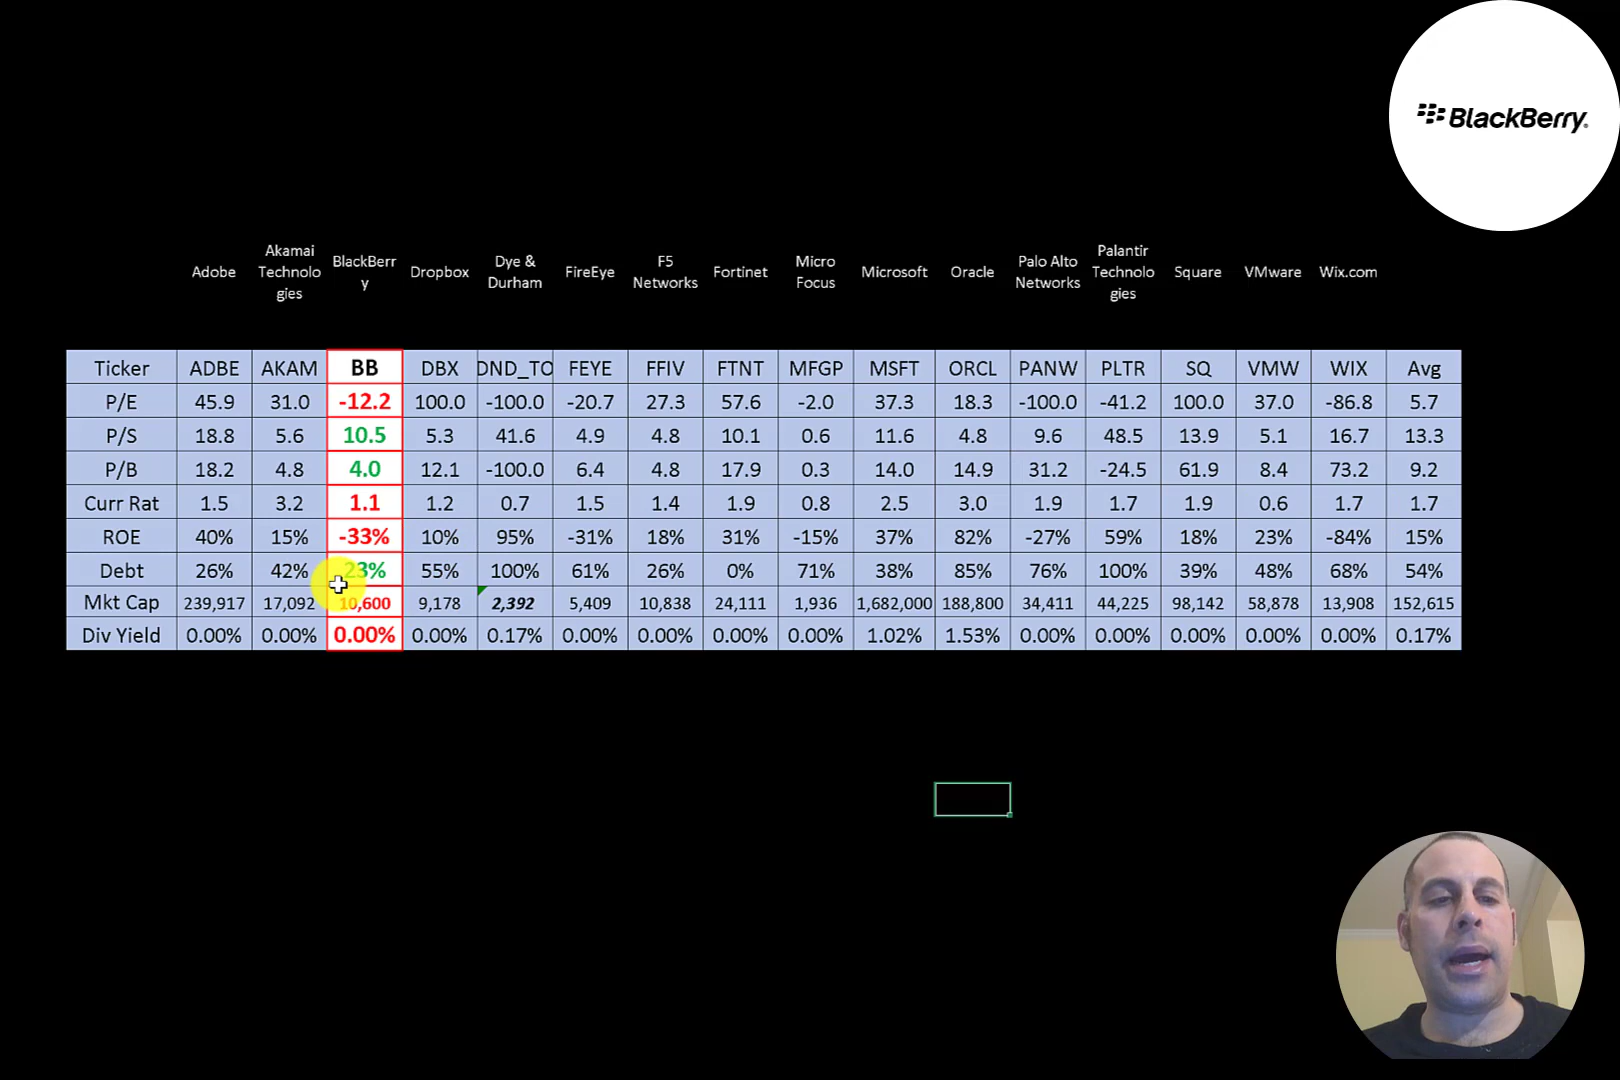 BlackBerry
Adobe
Akamai
Technolo
gies
BlackBerr
y
Dropbox
Dye &
Durham
FireEye
F5
Networks
Fortinet
Micro
Focus
Microsoft
Oracle
Palo Alto
Networks
Palantir
Technolo
gies
Square
VMware
Wix.com
Ticker ADBE AKAM BB DBX DND_TO FEYE FFIV FTNT MFGP MSFT ORCL PANW PLTR SQ VMW WIX Avg
P/E 45.9 31.0 -12.2 100.0 -100.0 -20.7 27.3 57.6 -2.0 37.3 18.3 -100.0 -41.2 100.0 37.0 -86.8 5.7
P/S 18.8 5.6 10.5 5.3 41.6 4.9 4.8 10.1 0.6 11.6 4.8 9.6 48.5 13.9 5.1 16.7 13.3
P/B 18.2 4.8 4.0 12.1 -100.0 6.4 4.8 17.9 0.3 14.0 14.9 31.2 -24.5 61.9 8.4 73.2 9.2
Curr Rat 1.5 3.2 1.1 1.2 0.7 1.5 1.4 1.9 0.8 2.5 3.0 1.9 1.7 1.9 0.6 1.7 1.7
ROE 40% 15% -33% 10% 95% -31% 18% 31% -15% 37% 82% -27% 59% 18% 23% -84% 15%
Debt 26% 42% 23% 55% 100% 61% 26% 0% 71% 38% 85% 76% 100% 39% 48% 68% 54%
Mkt Cap 239,917 17,092 10,600 9,178 2,392 5,409 10,838 24,111 1,936 1,682,000 188,800 34,411 44,225 98,142 58,878 13,908 152,615
Div Yield 0.00% 0.00% 0.00% 0.00% 0.17% 0.00% 0.00% 0.00% 0.00% 1.02% 1.53% 0.00% 0.00% 0.00% 0.00% 0.00% 0.17%